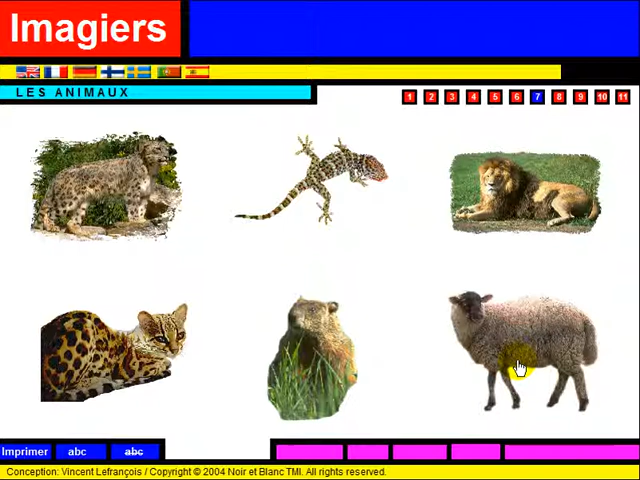 Imagiers
LES ANIMAUX
1 2 3 4 5 6 7 8 9 10 11
Imprimer abc abc
Conception: Vincent Lefrançois / Copyright © 2004 Noir et Blanc TMI. All rights reserved.